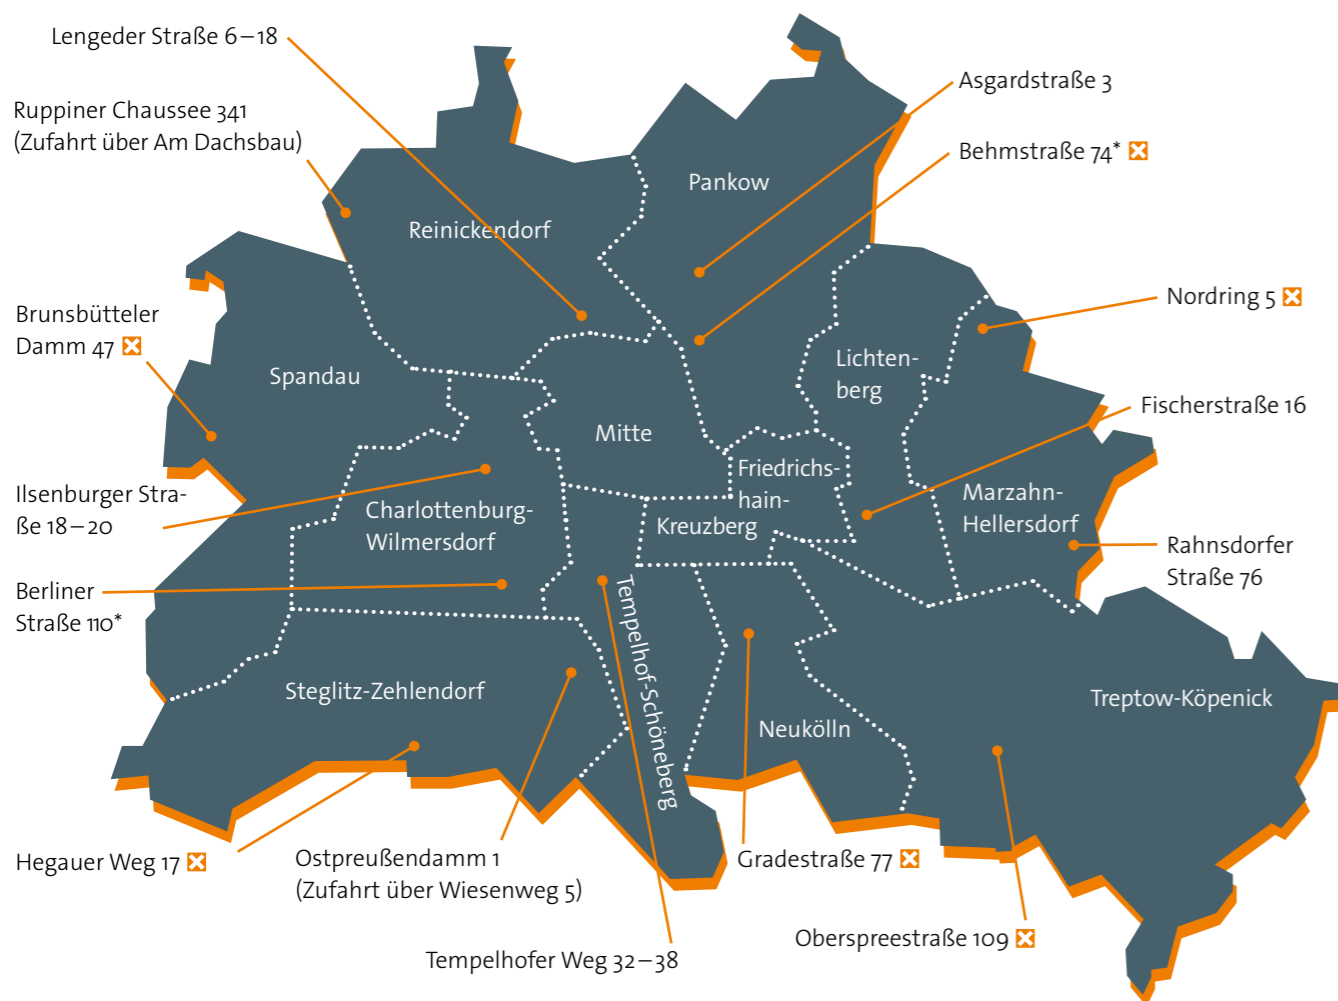 Lengeder Straße 6–18
Ruppiner Chaussee 341
(Zufahrt über Am Dachsbau)
Asgardstraße 3
Behmstraße 74*
Pankow
Reinickendorf
Nordring 5
Brunsbütteler
Damm 47
Spandau
Lichten-
berg
Fischerstraße 16
Mitte
Friedrichs-
hain-
Kreuzberg
Ilsenburger Stra-
ße 18–20
Charlottenburg-
Wilmersdorf
Marzahn-
Hellersdorf
Rahnsdorfer
Straße 76
Berliner
Straße 110*
Tempelhof-Schöneberg
Steglitz-Zehlendorf
Neukölln
Treptow-Köpenick
Hegauer Weg 17
Ostpreußendamm 1
(Zufahrt über Wiesenweg 5)
Gradestraße 77
Oberspreestraße 109
Tempelhofer Weg 32–38